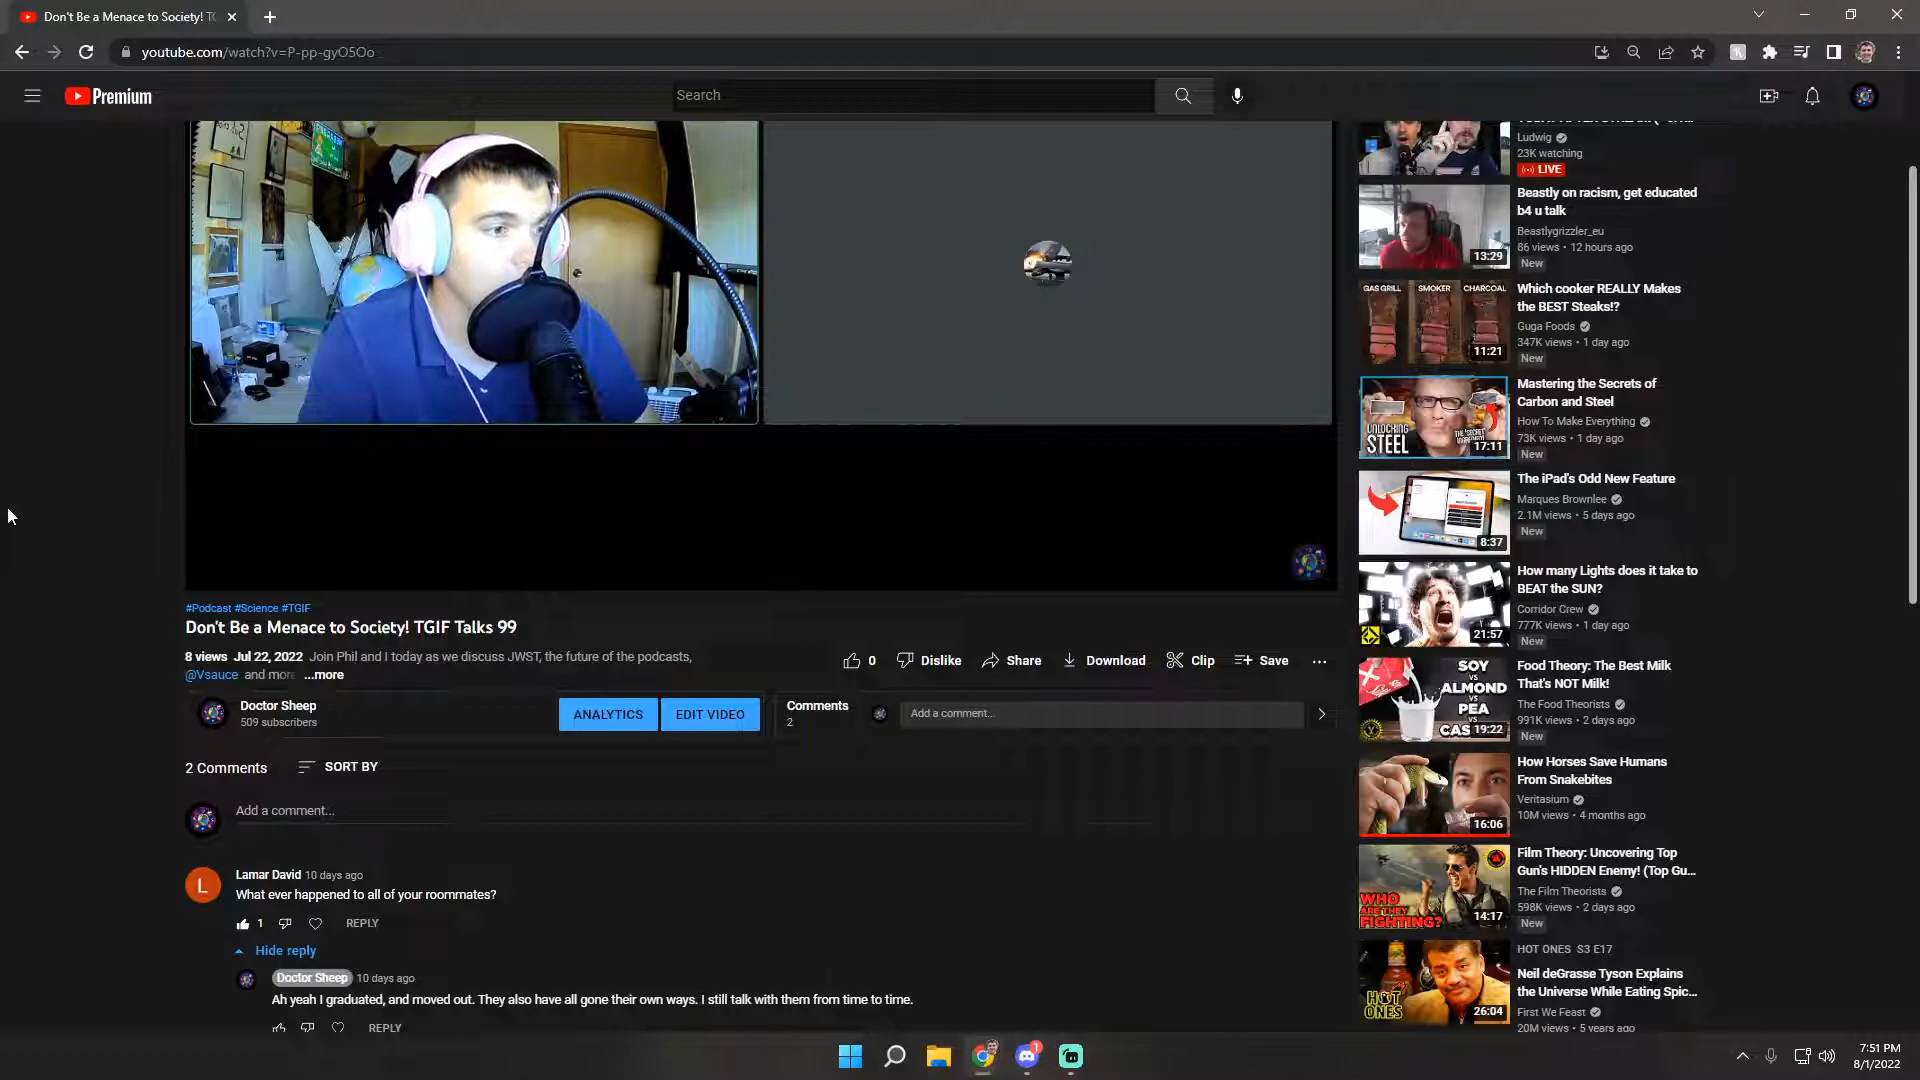 Don't Be a Menace to Society! TG
youtube.com/watch?v=P-pp-gyO5Oo
Premium
Search
Ludwig
23K watching
LIVE
Beastly on racism, get educated
b4 u talk
Beastlygrizzler_eu
86 views • 12 hours ago
New
13:29
GAS GRILL SMOKER CHARCOAL
11:21
Which cooker REALLY Makes
the BEST Steaks!?
Guga Foods
347K views • 1 day ago
New
UNLOCKING
STEEL
17:11
Mastering the Secrets of
Carbon and Steel
How To Make Everything
73K views • 1 day ago
New
8:37
The iPad's Odd New Feature
Marques Brownlee
2.1M views • 5 days ago
New
21:57
How many Lights does it take to
BEAT the SUN?
Corridor Crew
777K views • 1 day ago
New
SOY
VS
ALMOND
VS
PEA
VS
CAS
19:22
Food Theory: The Best Milk
That's NOT Milk!
The Food Theorists
991K views • 2 days ago
New
16:06
How Horses Save Humans
From Snakebites
Veritasium
10M views • 4 months ago
WHO
ARE THEY
FIGHTING?
14:17
Film Theory: Uncovering Top
Gun's HIDDEN Enemy! (Top Gu...
The Film Theorists
598K views • 2 days ago
New
HOT
ONES
26:04
HOT ONES S3 E17
Neil deGrasse Tyson Explains
the Universe While Eating Spic...
First We Feast
20M views • 5 years ago
#Podcast #Science #TGIF
Don't Be a Menace to Society! TGIF Talks 99
8 views Jul 22, 2022 Join Phil and I today as we discuss JWST, the future of the podcasts,
@Vsauce and more ...more
0 Dislike Share Download Clip Save
Doctor Sheep
509 subscribers
ANALYTICS EDIT VIDEO
Comments
2
Add a comment...
2 Comments SORT BY
Add a comment...
L
Lamar David 10 days ago
What ever happened to all of your roommates?
1 REPLY
Hide reply
Doctor Sheep 10 days ago
Ah yeah I graduated, and moved out. They also have all gone their own ways. I still talk with them from time to time.
REPLY
1
7:51 PM
8/1/2022